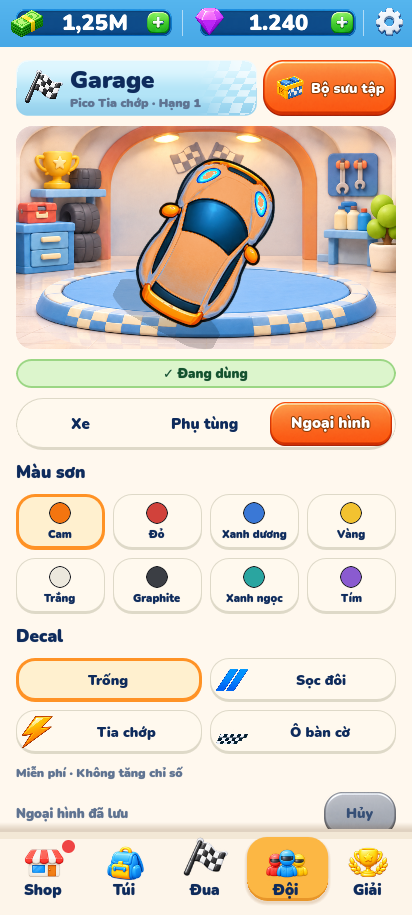 1,25M
1.240
Garage
Pico Tia chớp · Hạng 1
Bộ sưu tập
✓ Đang dùng
Xe
Phụ tùng
Ngoại hình
Màu sơn
Cam
Đỏ
Xanh dương
Vàng
Trắng
Graphite
Xanh ngọc
Tím
Decal
Trống
Sọc đôi
Tia chớp
Ô bàn cờ
Miễn phí · Không tăng chỉ số
Ngoại hình đã lưu
Hủy
Shop
Túi
Đua
Đội
Giải